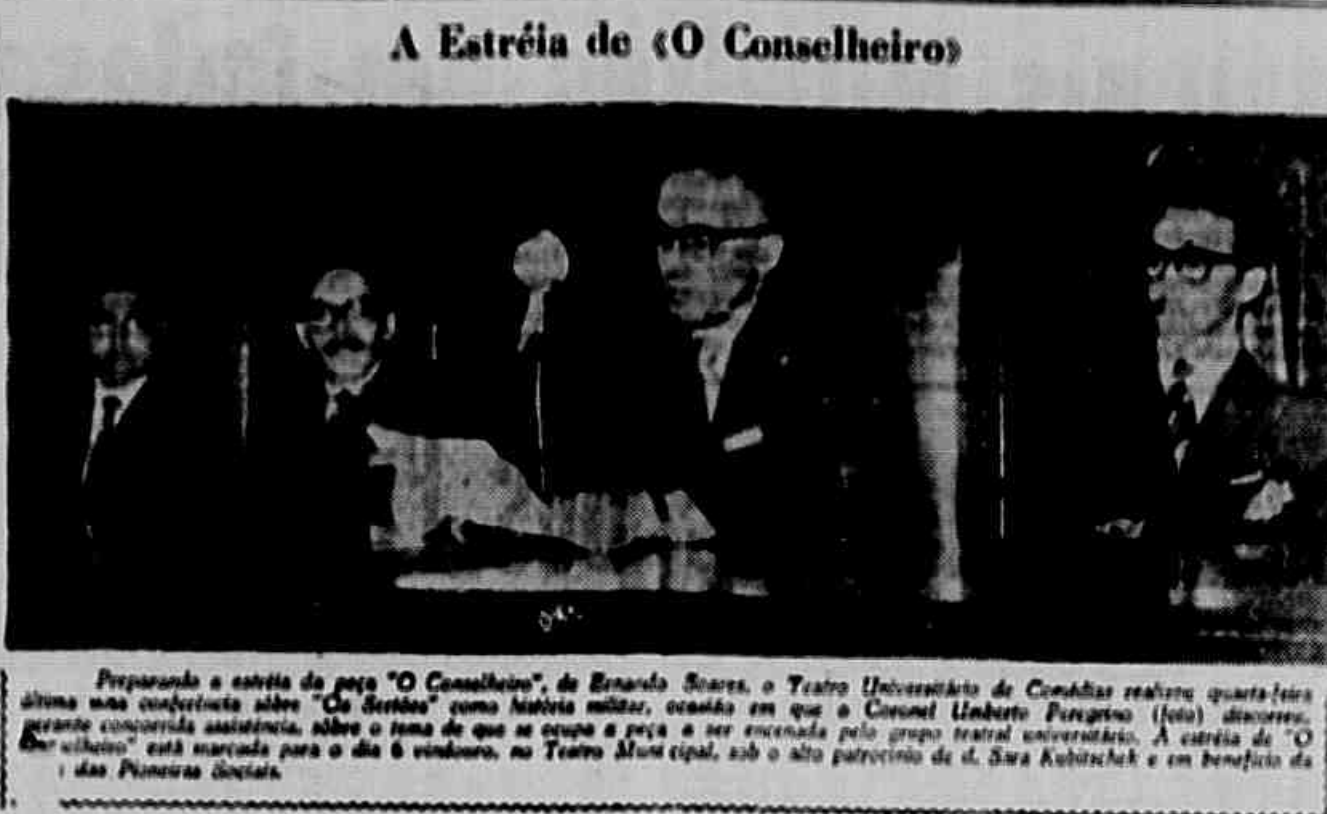 A Estréia de «O Conselheiro»
Preparando a estréia da peça "O Conselheiro", de Ernando Soares, o Teatro Universitário de Comédias realizou quarta-feira
última uma conferência sôbre "Os Sertões" como história militar, ocasião em que o Coronel Umberto Peregrino (foto) discorreu,
perante concorrida assistência, sôbre o tema de que se ocupa a peça a ser encenada pelo grupo teatral universitário. A estréia de "O
selheiro" está marcada para o dia 6 vindouro, no Teatro Municipal, sob o alto patrocínio de d. Sara Kubitschek e em benefício da
das Pioneiras Sociais.